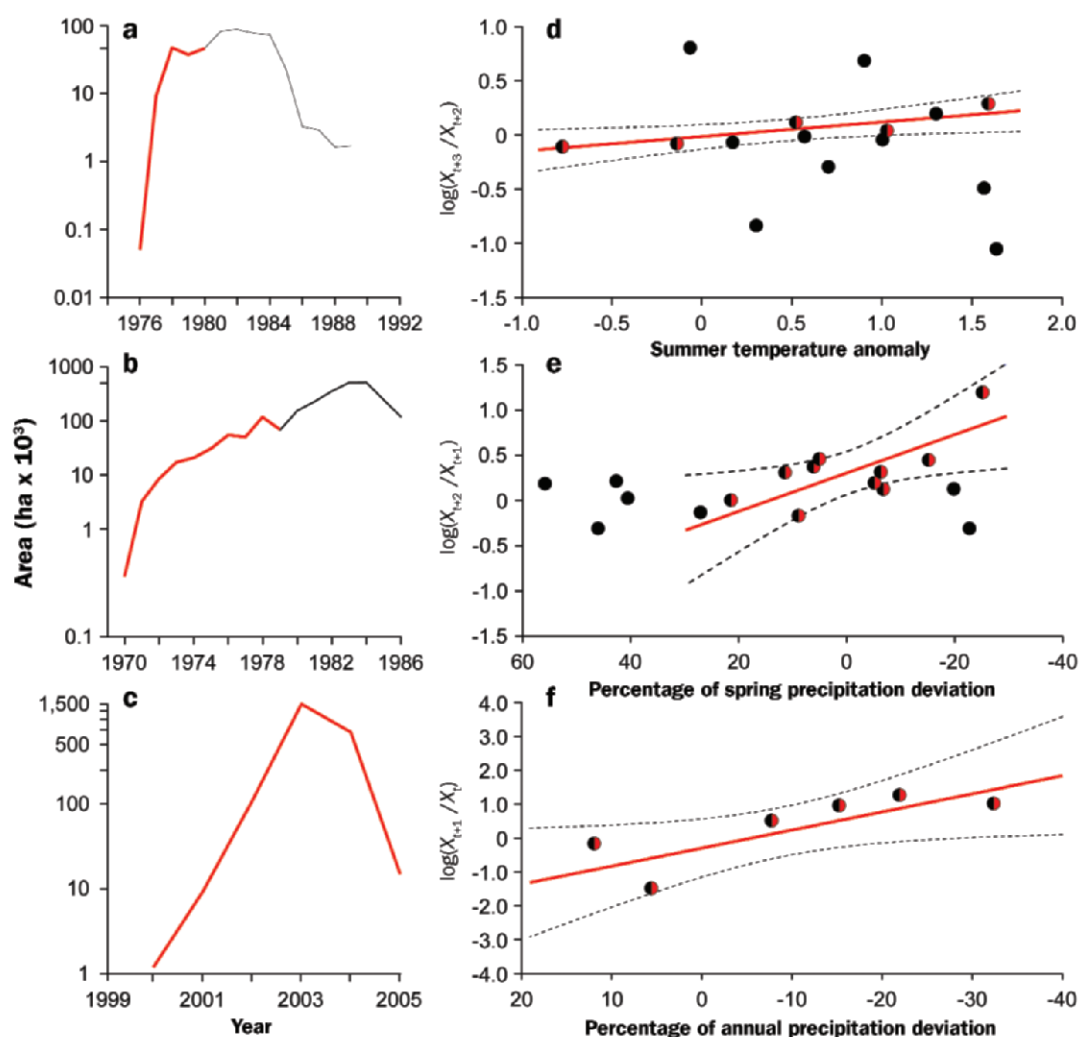 a
100
10
1
0.1
0.01
1976 1980 1984 1988 1992
b
1000
100
10
1
0.1
1970 1974 1978 1982 1986
c
1,500
500
100
10
1
1999 2001 2003 2005
Year
Area (ha x 10³)
d
1.0
0.5
0
-0.5
-1.0
-1.5
log(Xt+3 /Xt+2)
-1.0 -0.5 0 0.5 1.0 1.5 2.0
Summer temperature anomaly
e
1.5
1.0
0.5
0
-0.5
-1.0
-1.5
log(Xt+2 /Xt+1)
60 40 20 0 -20 -40
Percentage of spring precipitation deviation
f
4.0
3.0
2.0
1.0
0
-1.0
-2.0
-3.0
-4.0
log(Xt+1 /Xt)
20 10 0 -10 -20 -30 -40
Percentage of annual precipitation deviation